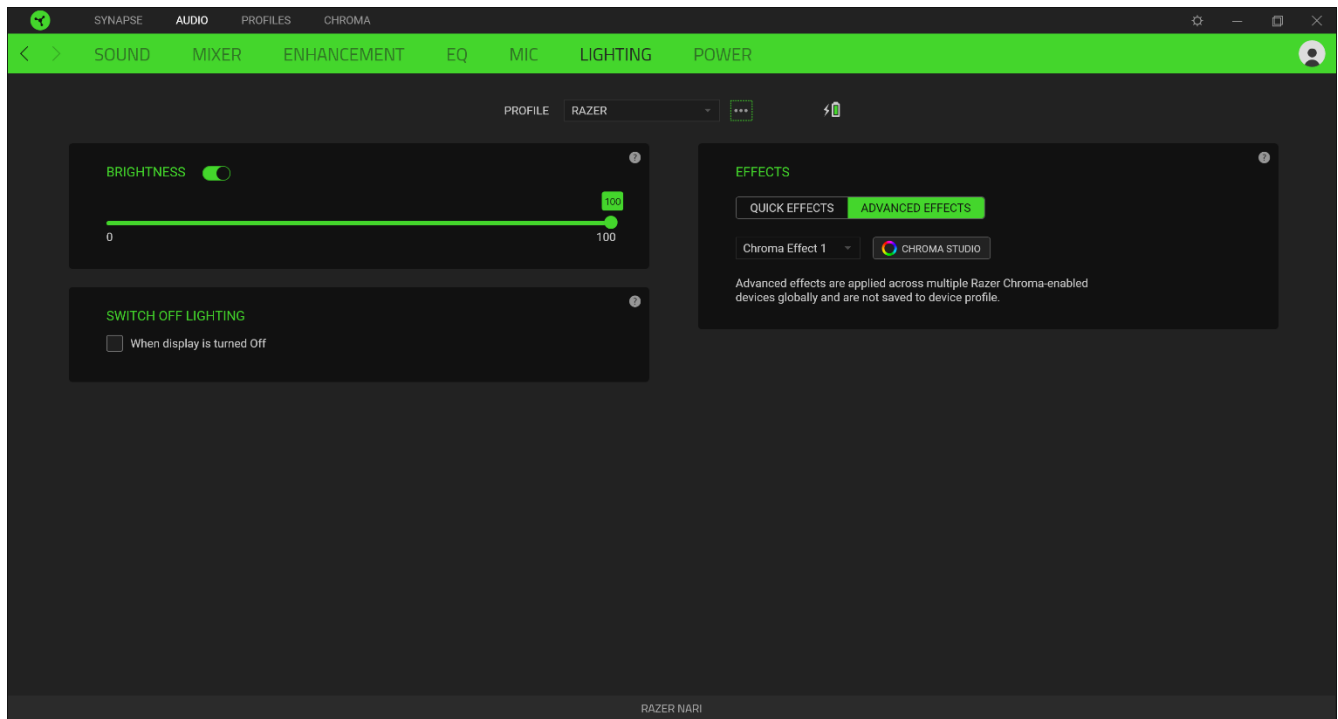 SYNAPSE AUDIO PROFILES CHROMA
SOUND MIXER ENHANCEMENT EQ MIC LIGHTING POWER
PROFILE RAZER
BRIGHTNESS
100
0 100
SWITCH OFF LIGHTING
When display is turned Off
EFFECTS
QUICK EFFECTS ADVANCED EFFECTS
Chroma Effect 1 CHROMA STUDIO
Advanced effects are applied across multiple Razer Chroma-enabled
devices globally and are not saved to device profile.
RAZER NARI